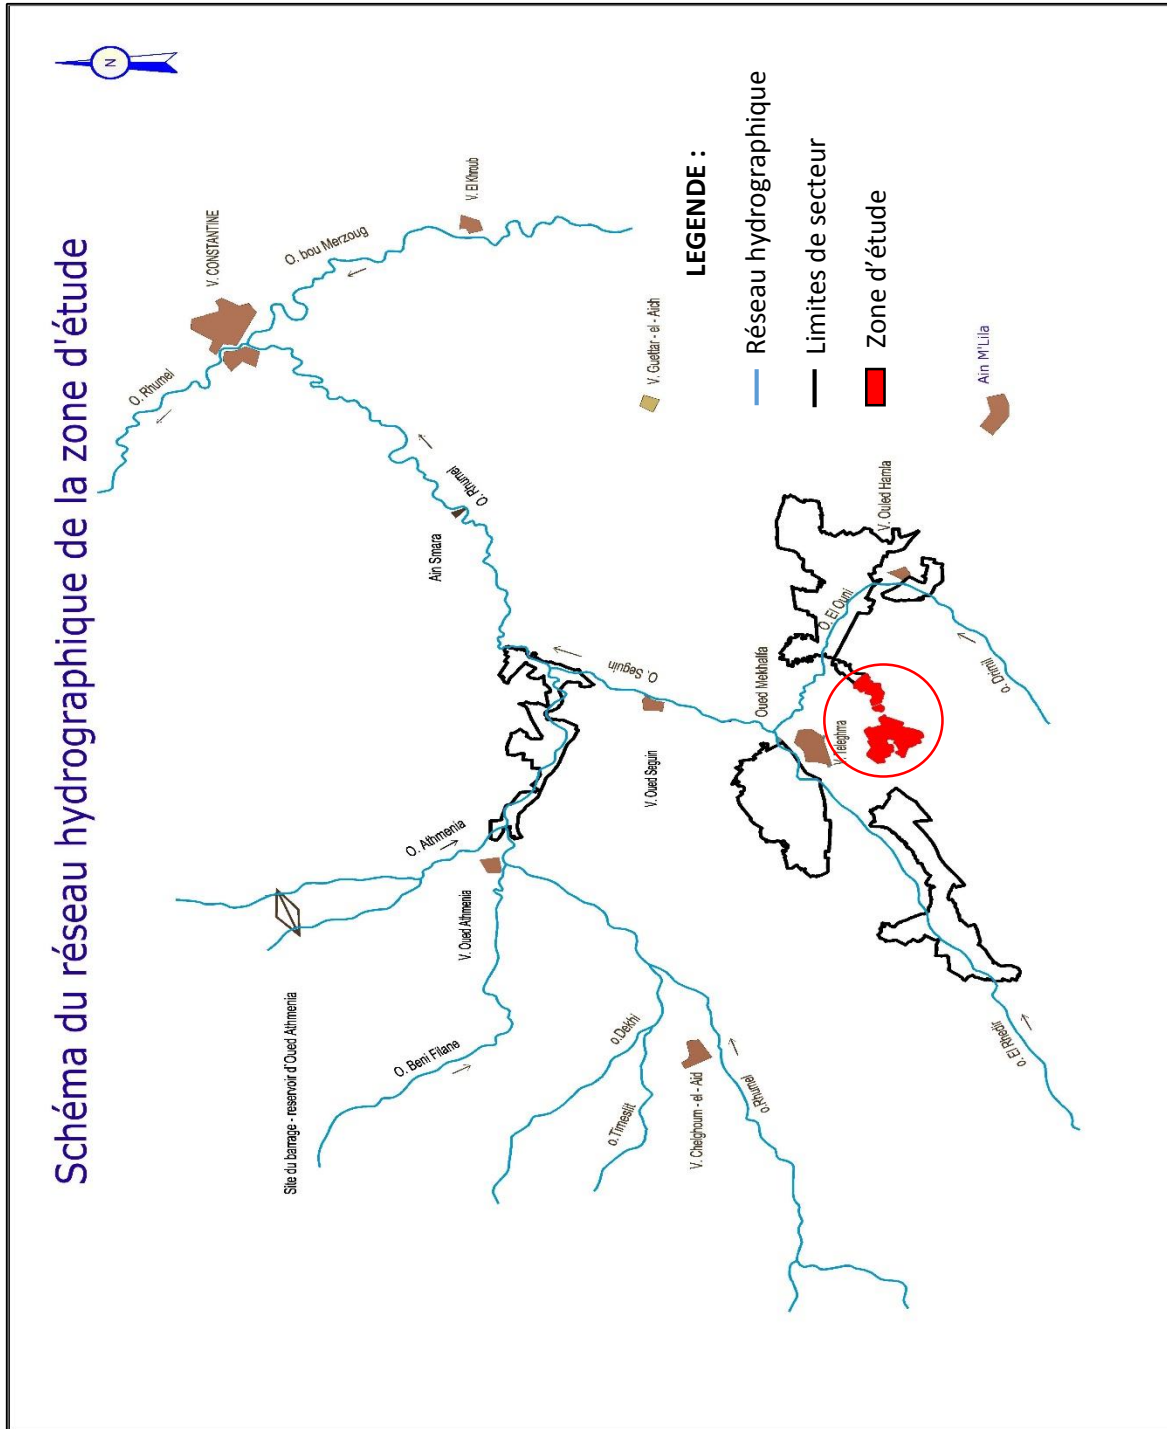 Schéma du réseau hydrographique de la zone d'étude
N
V. CONSTANTINE
O. Rhumel
O. bou Merzoug
V. El Khroub
Site du barrage - reservoir d'Oued Athmenia
O. Athmenia
Ain Smara
O. Rhumel
O. Beni Filane
V. Oued Athmenia
O. Seguin
V. Guettar - el - Aich
o.Dekhi
o.Timeslit
V. Oued Seguin
V. Chelghoum - el - Aid
o.Rhumel
Oued Mekhalfa
O. El Ouni
V. Teleghma
V. Ouled Hamla
o. Drimil
o. El Rhedir
Ain M'Lila
LEGENDE :
Réseau hydrographique
Limites de secteur
Zone d'étude